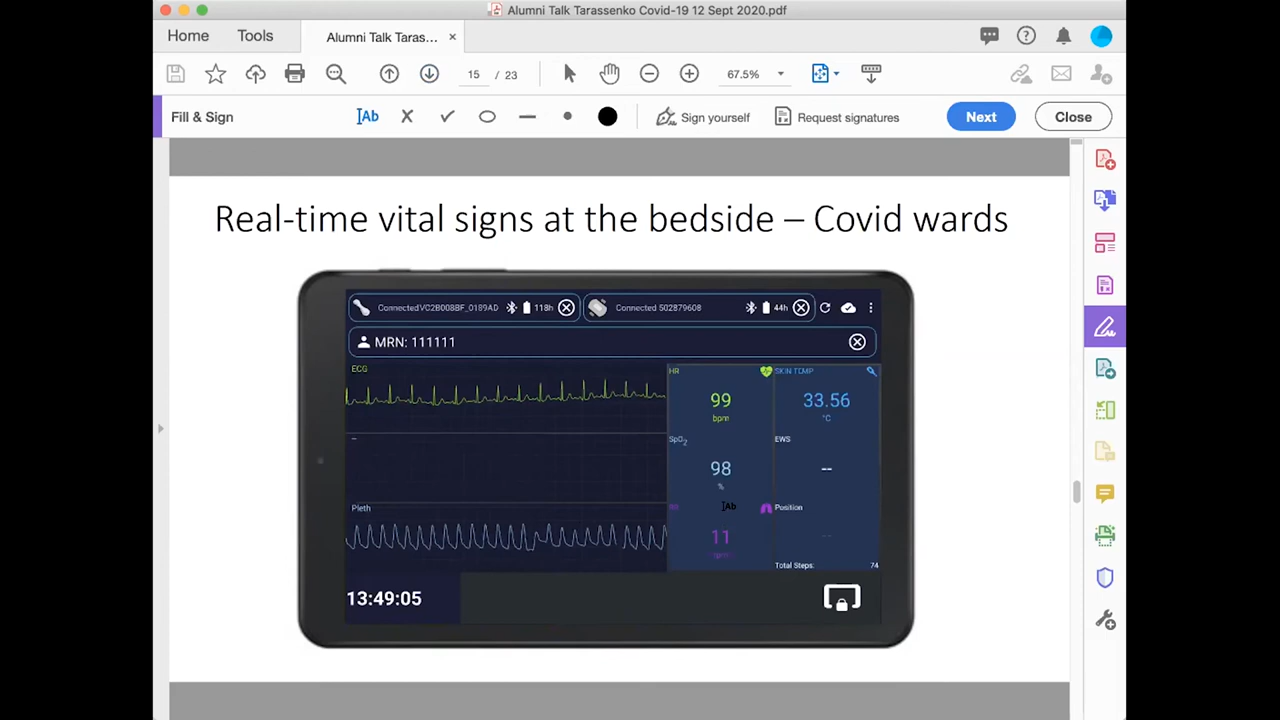 Alumni Talk Tarassenko Covid-19 12 Sept 2020.pdf
Home Tools Alumni Talk Taras... ×
15 / 23 67.5%
Fill & Sign Ab Sign yourself Request signatures Next Close
Real-time vital signs at the bedside – Covid wards
ConnectedVC2B008BF_0189AD 118h Connected 502879608 44h
MRN: 111111
ECG HR SKIN TEMP
99 33.56
bpm °C
-- SpO2 EWS
98 --
%
Pleth Ab Position
11 --
Total Steps: 74
13:49:05